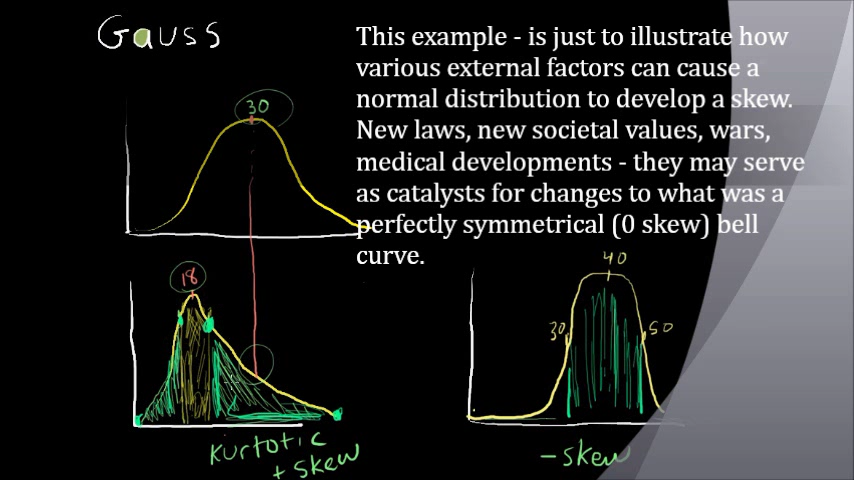 Gauss
This example - is just to illustrate how
various external factors can cause a
normal distribution to develop a skew.
New laws, new societal values, wars,
medical developments - they may serve
as catalysts for changes to what was a
perfectly symmetrical (0 skew) bell
curve.
30
18
40
30
50
Kurtotic
+ skew
- skew